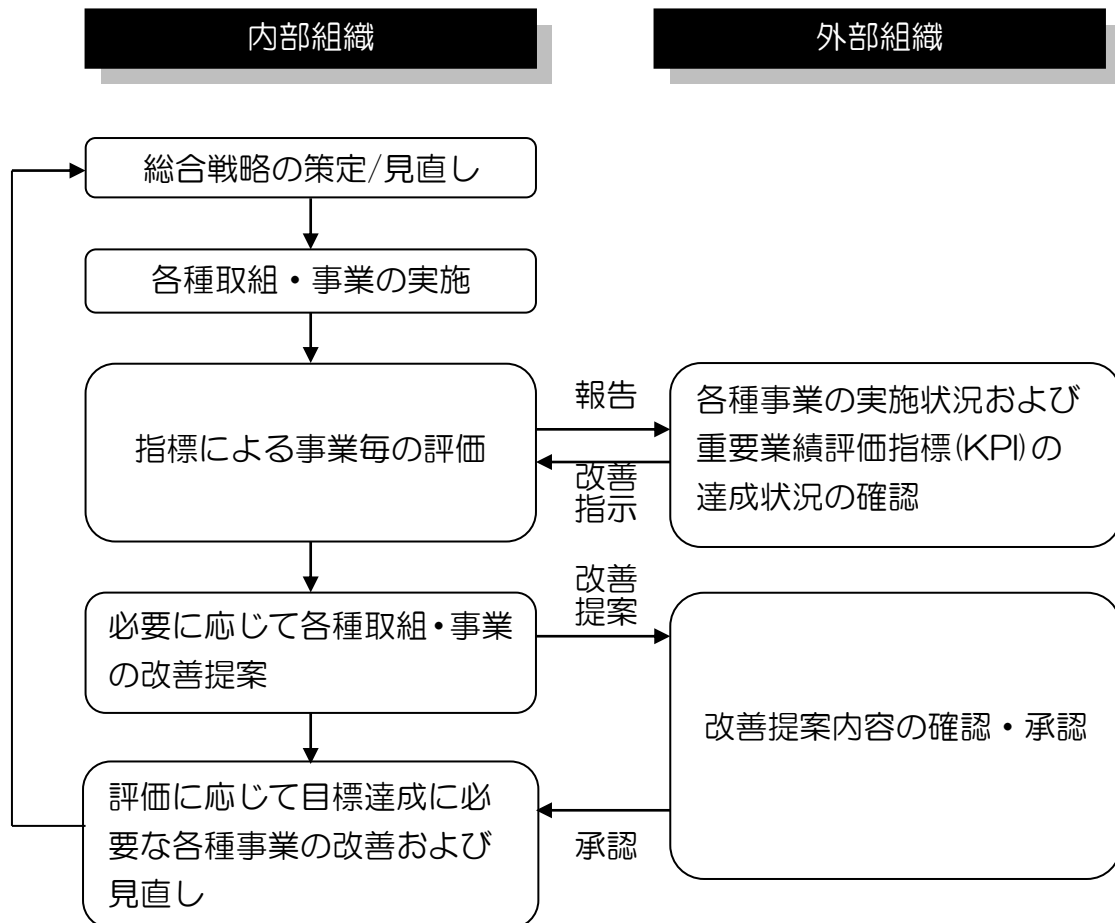 内部組織
外部組織
総合戦略の策定/見直し
各種取組・事業の実施
指標による事業毎の評価
報告
改善
指示
各種事業の実施状況および
重要業績評価指標(KPI)の
達成状況の確認
必要に応じて各種取組・事業
の改善提案
改善
提案
改善提案内容の確認・承認
評価に応じて目標達成に必
要な各種事業の改善および
見直し
承認